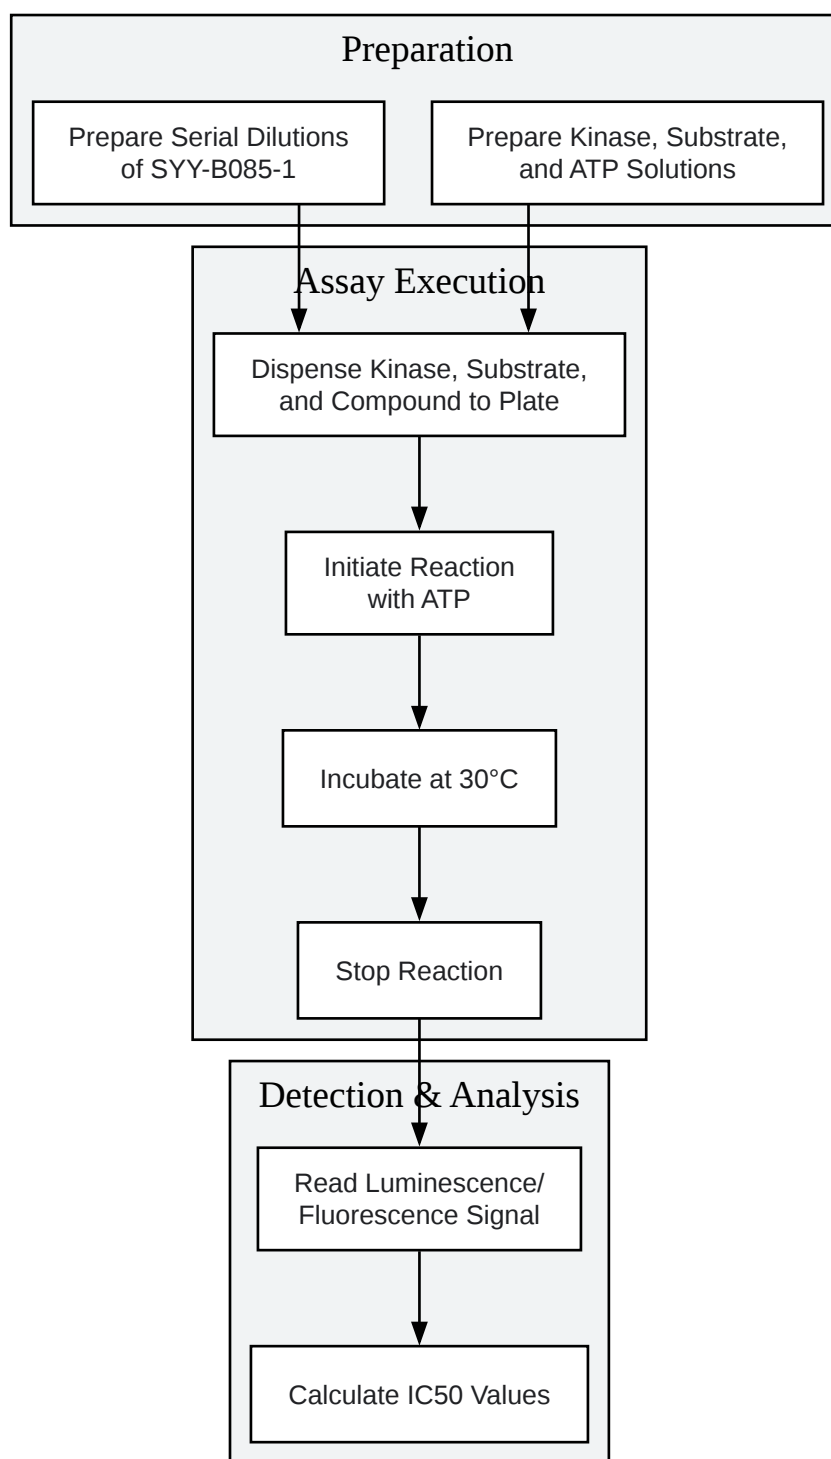 Preparation
Prepare Serial Dilutions
of SYY-B085-1
Prepare Kinase, Substrate,
and ATP Solutions
Assay Execution
Dispense Kinase, Substrate,
and Compound to Plate
Initiate Reaction
with ATP
Incubate at 30°C
Stop Reaction
Detection & Analysis
Read Luminescence/
Fluorescence Signal
Calculate IC50 Values